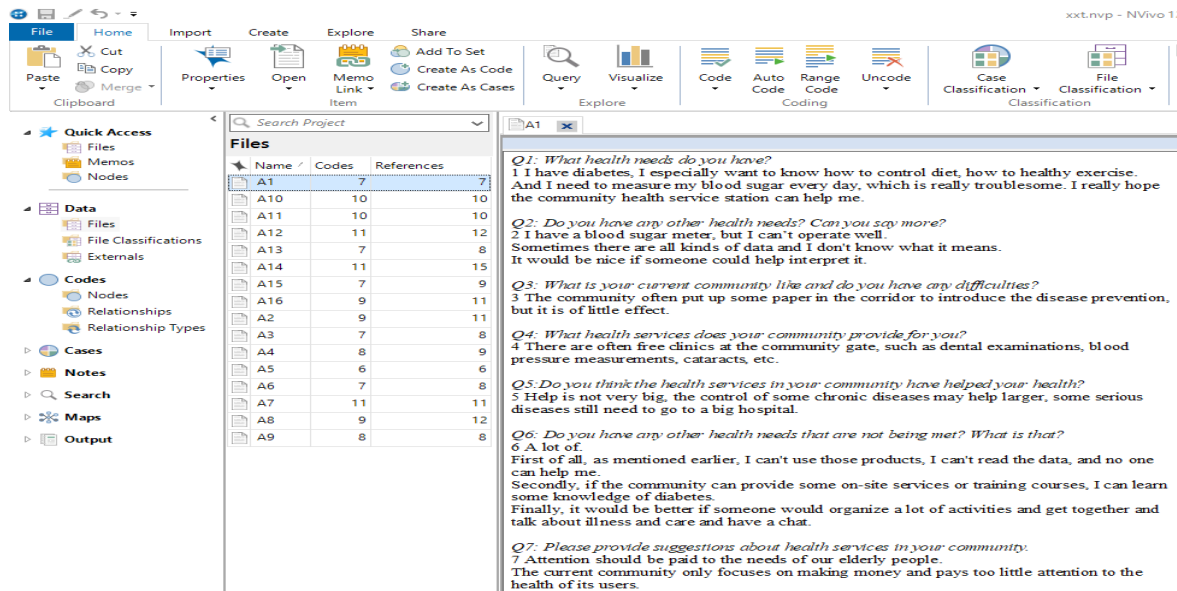 xxt.nvp - NVivo 1
File Home Import Create Explore Share
Paste
Cut
Copy
Merge
Clipboard
Properties
Open
Memo Link
Add To Set
Create As Code
Create As Cases
Item
Query
Visualize
Explore
Code
Auto Code
Range Code
Uncode
Coding
Case Classification
File Classification
Classification
Quick Access
Files
Memos
Nodes
Data
Files
File Classifications
Externals
Codes
Nodes
Relationships
Relationship Types
Cases
Notes
Search
Maps
Output
Search Project
Files
Name Codes References
A1 7 7
A10 10 10
A11 10 10
A12 11 12
A13 7 8
A14 11 15
A15 7 9
A16 9 11
A2 9 11
A3 7 8
A4 8 9
A5 6 6
A6 7 8
A7 11 11
A8 9 12
A9 8 8
A1
Q1: What health needs do you have?
1 I have diabetes, I especially want to know how to control diet, how to healthy exercise.
And I need to measure my blood sugar every day, which is really troublesome. I really hope
the community health service station can help me.
Q2: Do you have any other health needs? Can you say more?
2 I have a blood sugar meter, but I can't operate well.
Sometimes there are all kinds of data and I don't know what it means.
It would be nice if someone could help interpret it.
Q3: What is your current community like and do you have any difficulties?
3 The community often put up some paper in the corridor to introduce the disease prevention,
but it is of little effect.
Q4: What health services does your community provide for you?
4 There are often free clinics at the community gate, such as dental examinations, blood
pressure measurements, cataracts, etc.
Q5:Do you think the health services in your community have helped your health?
5 Help is not very big, the control of some chronic diseases may help larger, some serious
diseases still need to go to a big hospital.
Q6: Do you have any other health needs that are not being met? What is that?
6 A lot of.
First of all, as mentioned earlier, I can't use those products, I can't read the data, and no one
can help me.
Secondly, if the community can provide some on-site services or training courses, I can learn
some knowledge of diabetes.
Finally, it would be better if someone would organize a lot of activities and get together and
talk about illness and care and have a chat.
Q7: Please provide suggestions about health services in your community.
7 Attention should be paid to the needs of our elderly people.
The current community only focuses on making money and pays too little attention to the
health of its users.